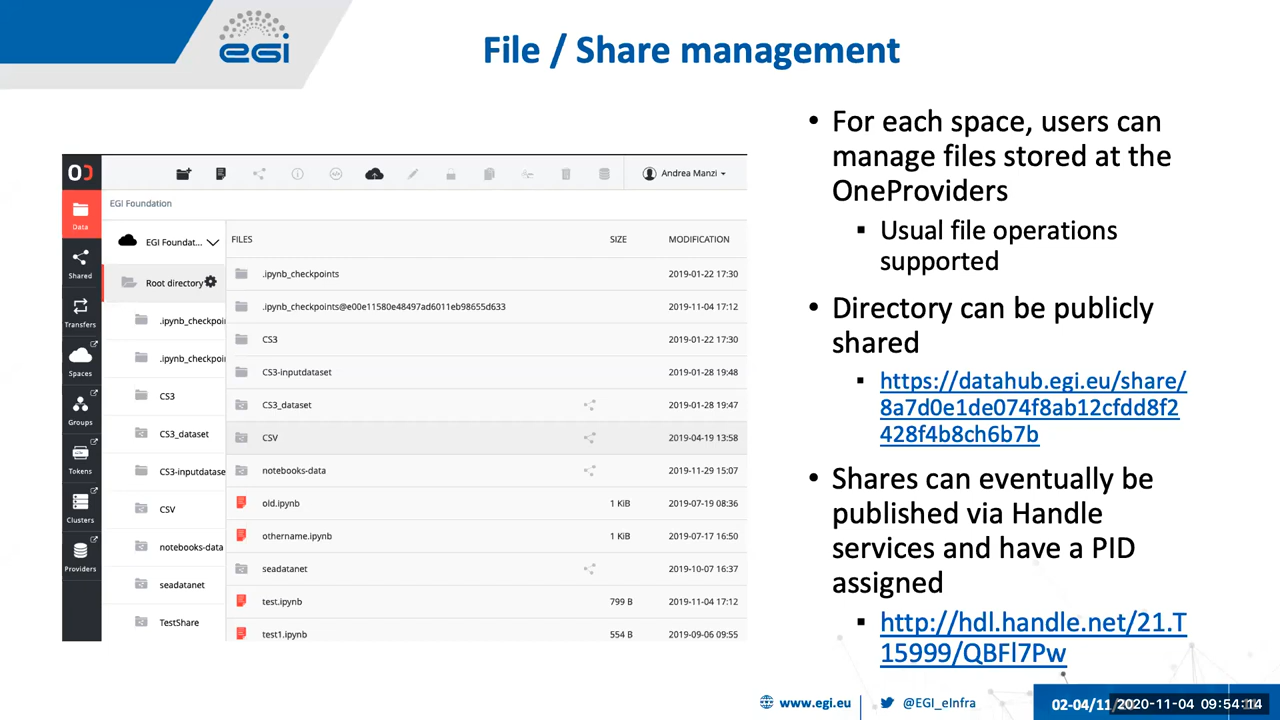 EGI
File / Share management
• For each space, users can
manage files stored at the
OneProviders
▪ Usual file operations
supported
• Directory can be publicly
shared
▪ https://datahub.egi.eu/share/
8a7d0e1de074f8ab12cfdd8f2
428f4b8ch6b7b
• Shares can eventually be
published via Handle
services and have a PID
assigned
▪ http://hdl.handle.net/21.T
15999/QBFl7Pw
Andrea Manzi
Data
Shared
Transfers
Spaces
Groups
Tokens
Clusters
Providers
EGI Foundation
EGI Foundat...
Root directory
.ipynb_checkpoi
.ipynb_checkpoi
CS3
CS3_dataset
CS3-inputdatase
CSV
notebooks-data
seadatanet
TestShare
FILES SIZE MODIFICATION
.ipynb_checkpoints 2019-01-22 17:30
.ipynb_checkpoints@e00e11580e48497ad6011eb98655d633 2019-11-04 17:12
CS3 2019-01-22 17:30
CS3-inputdataset 2019-01-28 19:48
CS3_dataset 2019-01-28 19:47
CSV 2019-04-19 13:58
notebooks-data 2019-11-29 15:07
old.ipynb 1 KiB 2019-07-19 08:36
othername.ipynb 1 KiB 2019-07-17 16:50
seadatanet 2019-10-07 16:37
test.ipynb 799 B 2019-11-04 17:12
test1.ipynb 554 B 2019-09-06 09:55
www.egi.eu @EGI_eInfra 02-04/11/
2020-11-04 09:54:14